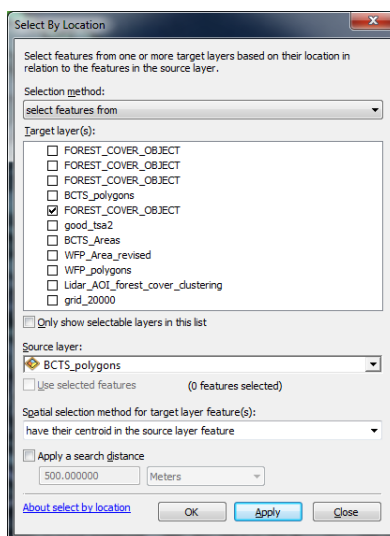 Select By Location
Select features from one or more target layers based on their location in
relation to the features in the source layer.
Selection method:
select features from
Target layer(s):
FOREST_COVER_OBJECT
FOREST_COVER_OBJECT
FOREST_COVER_OBJECT
BCTS_polygons
FOREST_COVER_OBJECT
good_tsa2
BCTS_Areas
WFP_Area_revised
WFP_polygons
Lidar_AOI_forest_cover_clustering
grid_20000
Only show selectable layers in this list
Source layer:
BCTS_polygons
Use selected features (0 features selected)
Spatial selection method for target layer feature(s):
have their centroid in the source layer feature
Apply a search distance
500.000000 Meters
About select by location OK Apply Close